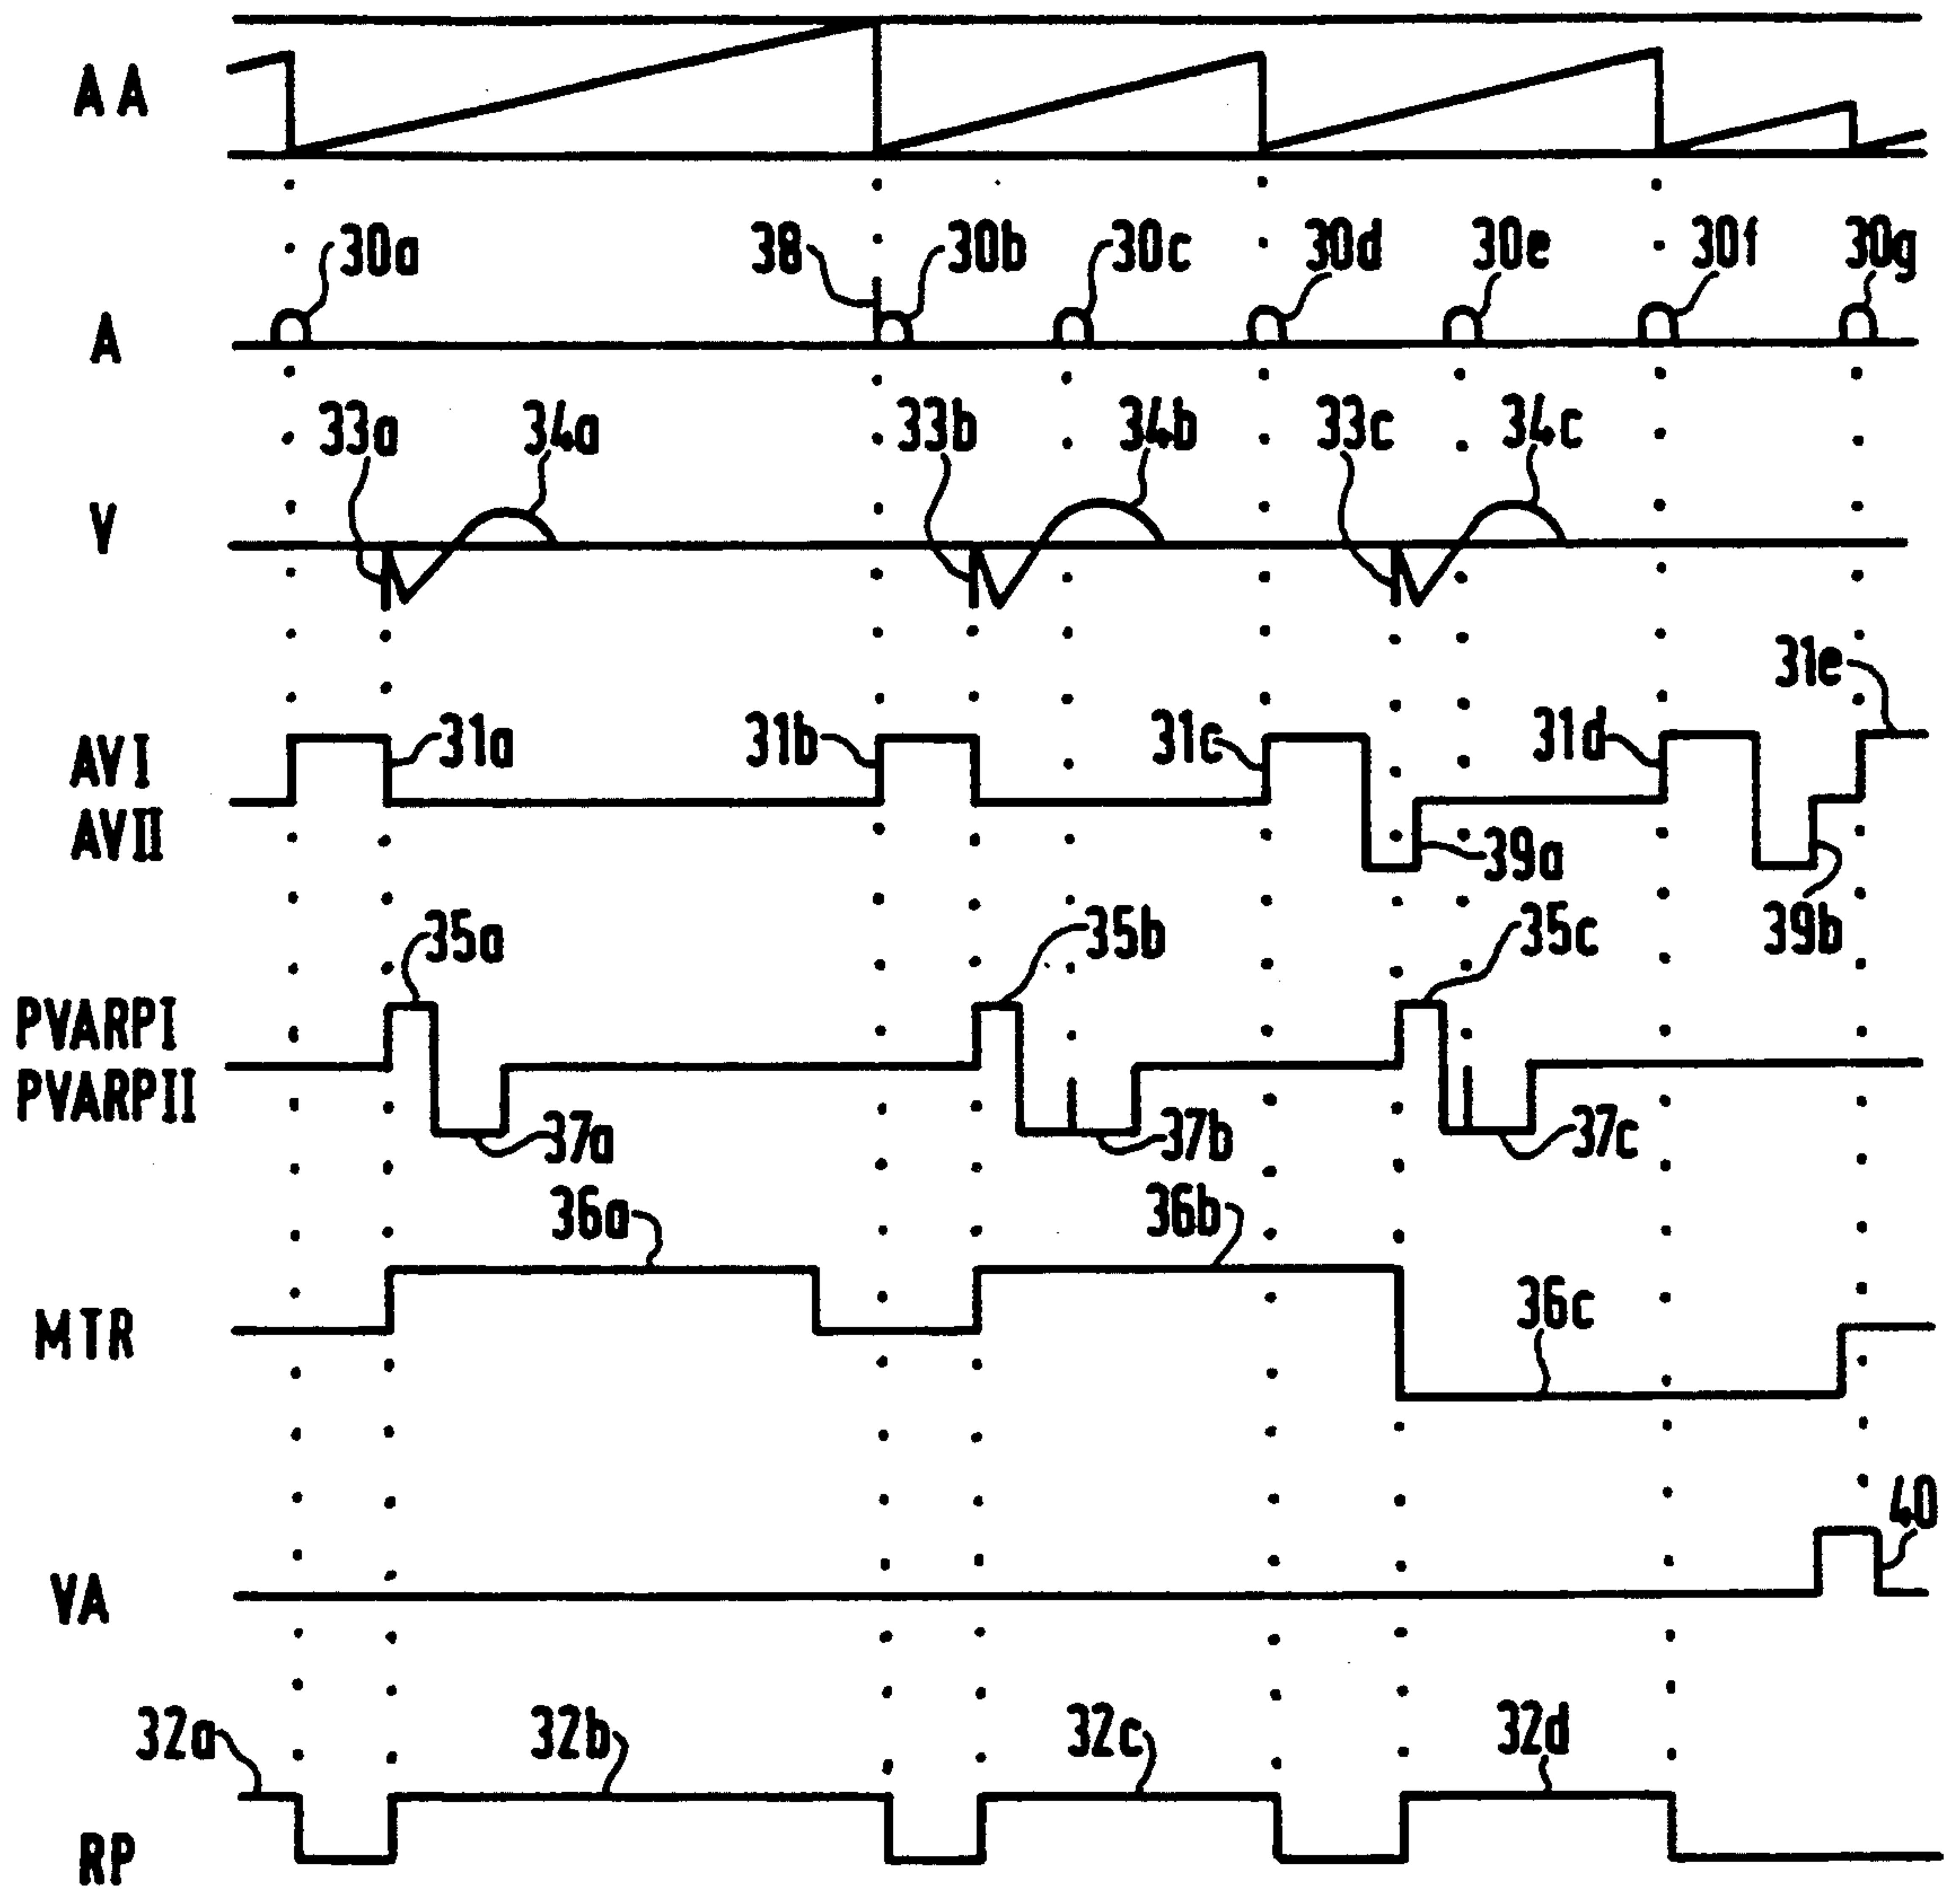 AA
30a 38 30b 30c 30d 30e 30f 30g
A
33a 34a 33b 34b 33c 34c
V
31e
AVI 31a 31b 31c 31d
AVII 39a
35a 35b 35c 39b
PVARPI
PVARPII
37a 37b 37c
36a 36b
MTR 36c
40
VA
32a 32b 32c 32d
RP